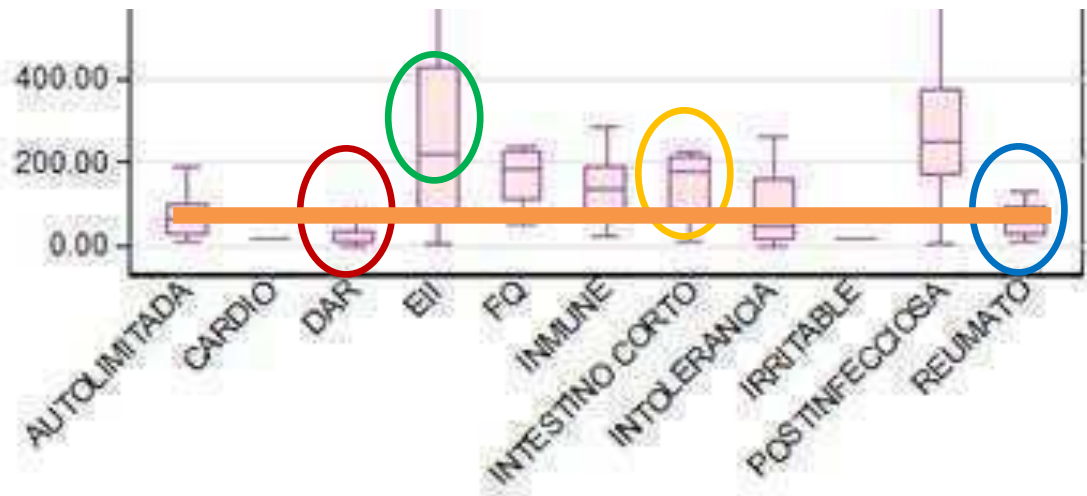 400.00
200.00
0.00
AUTOLIMITADA
CARDIO
DAR
EII
FQ
INMUNE
INTESTINO CORTO
INTOLERANCIA
IRRITABLE
POSTINFECCIOSA
REUMATO